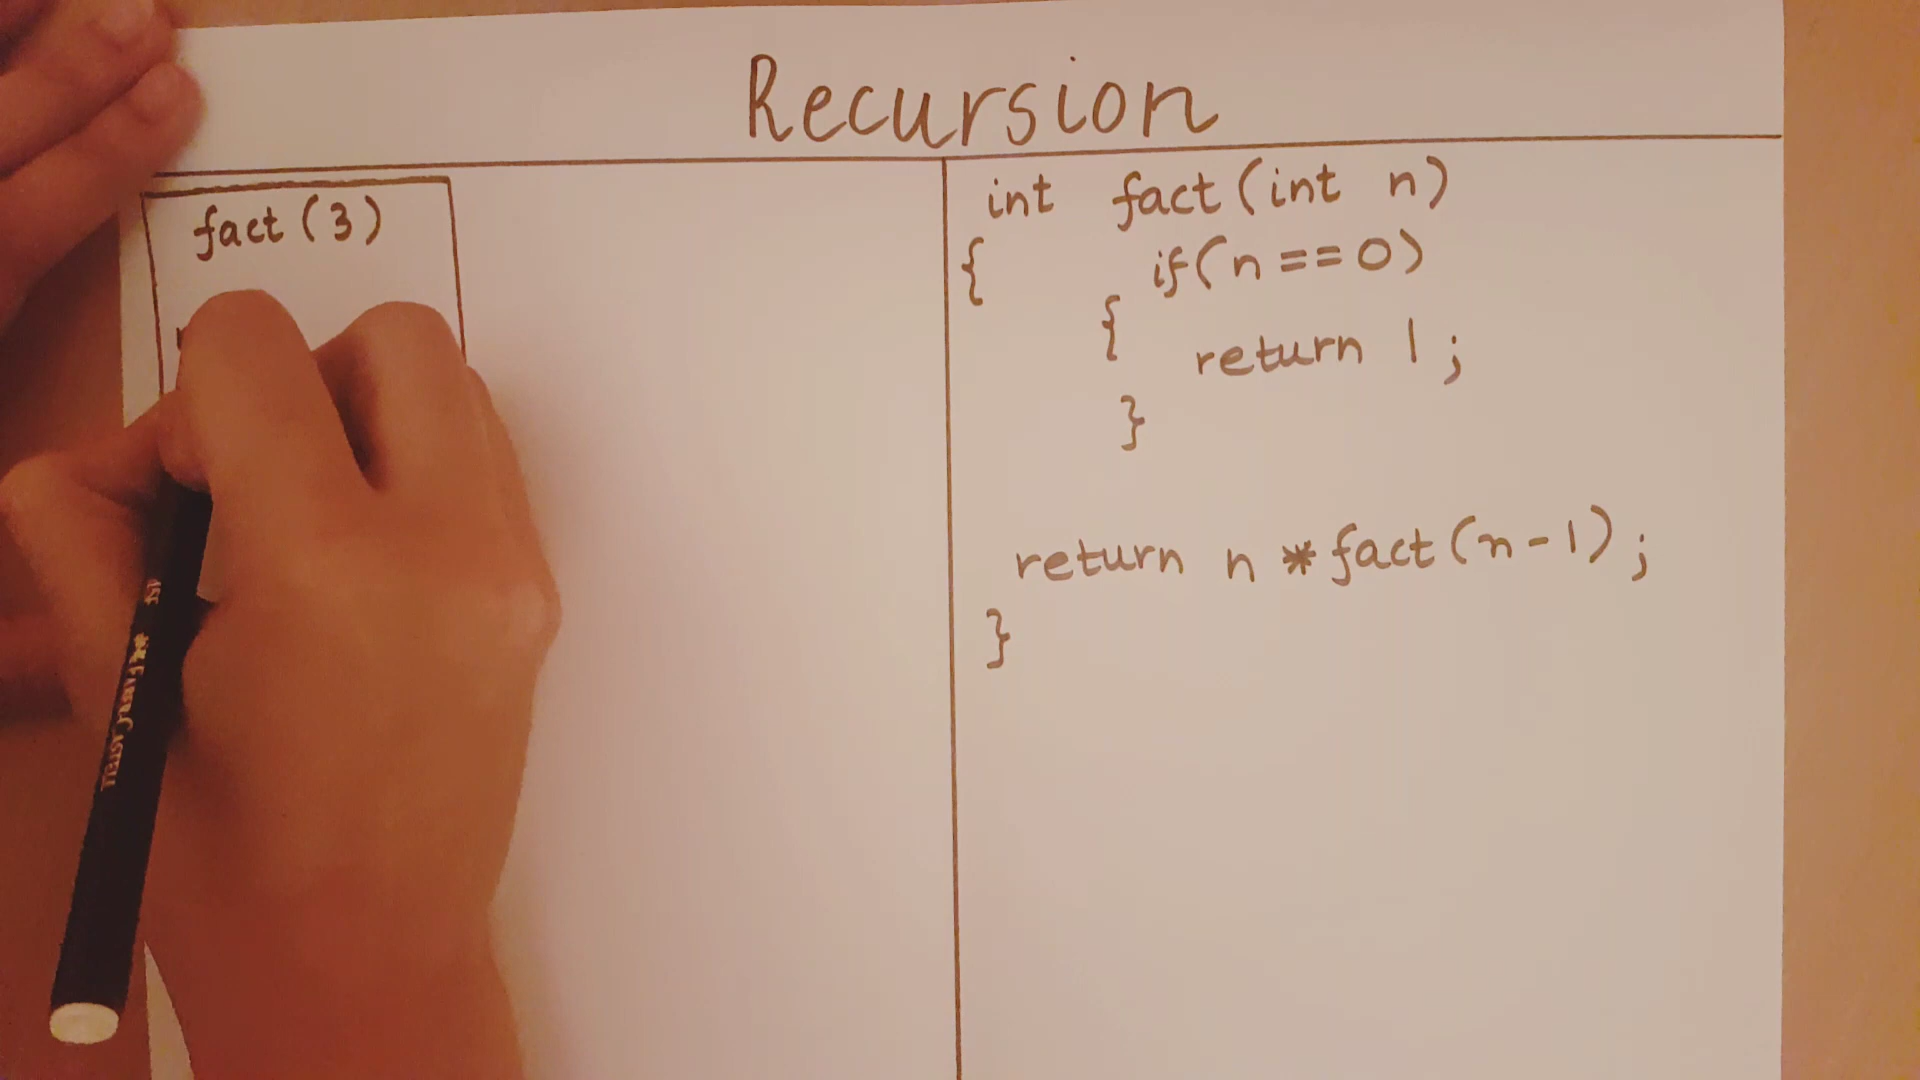 Recursion
fact (3)
int fact (int n)
{ if (n == 0)
{ return 1 ;
}
return n * fact (n - 1) ;
}